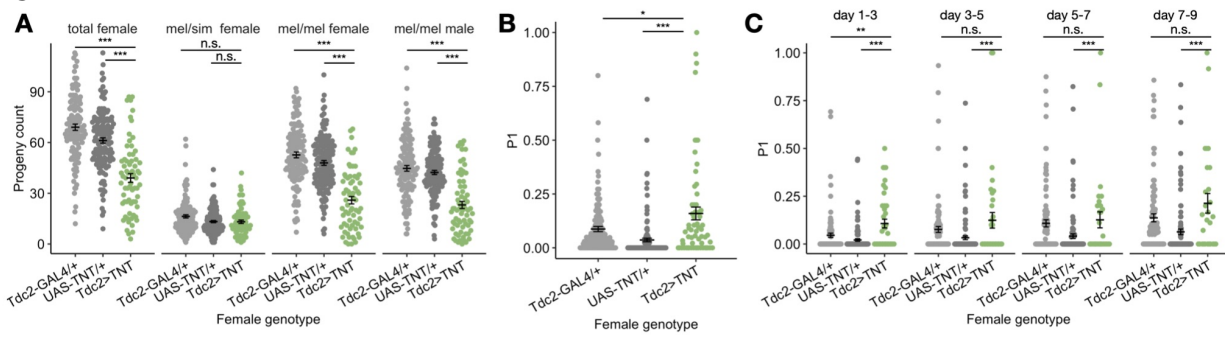 A
total female
mel/sim female
mel/mel female
mel/mel male
***
n.s.
***
***
***
n.s.
***
***
Progeny count
90
60
30
0
Tdc2-GAL4/+
UAS-TNT/+
Tdc2>TNT
Tdc2-GAL4/+
UAS-TNT/+
Tdc2>TNT
Tdc2-GAL4/+
UAS-TNT/+
Tdc2>TNT
Tdc2-GAL4/+
UAS-TNT/+
Tdc2>TNT
Female genotype
B
*
***
P1
1.00
0.75
0.50
0.25
0.00
Tdc2-GAL4/+
UAS-TNT/+
Tdc2>TNT
Female genotype
C
day 1-3
day 3-5
day 5-7
day 7-9
**
n.s.
n.s.
n.s.
***
***
***
***
P1
1.00
0.75
0.50
0.25
0.00
Tdc2-GAL4/+
UAS-TNT/+
Tdc2>TNT
Tdc2-GAL4/+
UAS-TNT/+
Tdc2>TNT
Tdc2-GAL4/+
UAS-TNT/+
Tdc2>TNT
Tdc2-GAL4/+
UAS-TNT/+
Tdc2>TNT
Female genotype